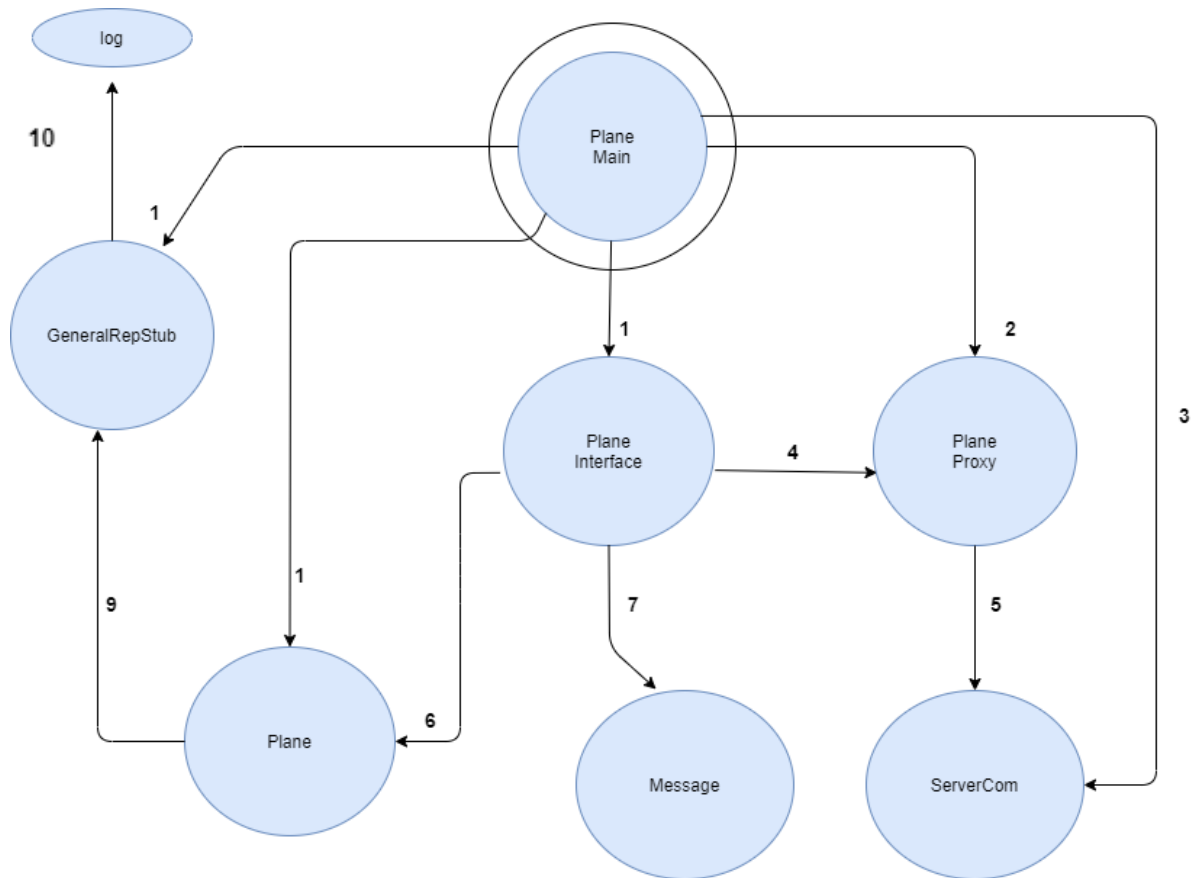 log
10
Plane
Main
1
GeneralRepStub
1
2
3
Plane
Interface
4
Plane
Proxy
1
9
7
5
6
Plane
Message
ServerCom